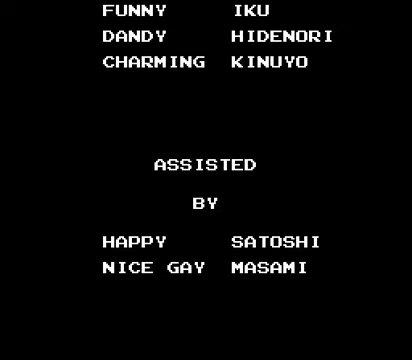 FUNNY IKU
DANDY HIDENORI
CHARMING KINUYO
ASSISTED
BY
HAPPY SATOSHI
NICE GAY MASAMI